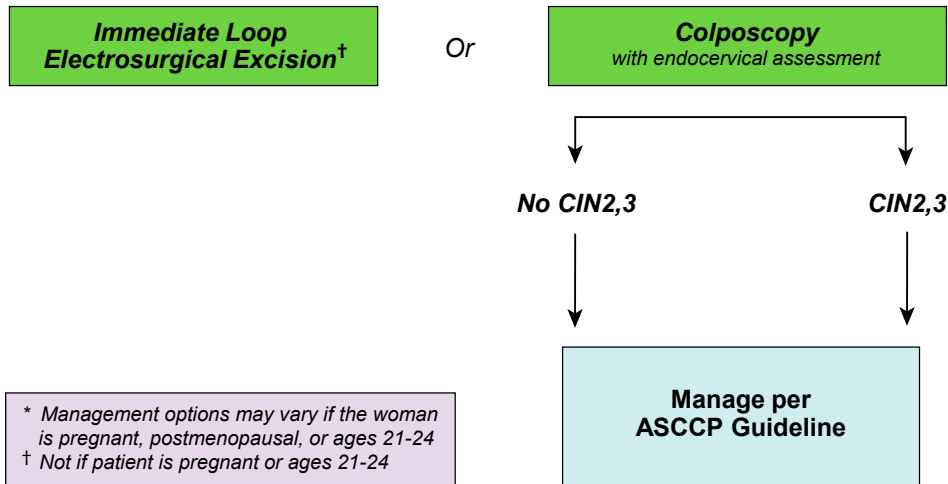 Immediate Loop
Electrosurgical Excision†
Or
Colposcopy
with endocervical assessment
No CIN2,3
CIN2,3
Manage per
ASCCP Guideline
* Management options may vary if the woman
is pregnant, postmenopausal, or ages 21-24
† Not if patient is pregnant or ages 21-24